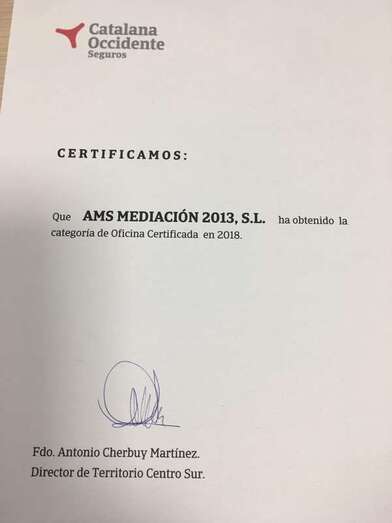 Catalana
Occidente
Seguros
CERTIFICAMOS:
Que AMS MEDIACIÓN 2013, S.L. ha obtenido la
categoría de Oficina Certificada en 2018.
Fdo. Antonio Cherbuy Martínez.
Director de Territorio Centro Sur.